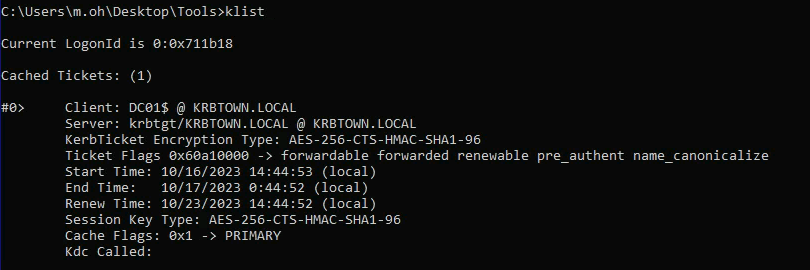 C:\Users\m.oh\Desktop\Tools>klist
Current LogonId is 0:0x711b18
Cached Tickets: (1)
#0>     Client: DC01$ @ KRBTOWN.LOCAL
        Server: krbtgt/KRBTOWN.LOCAL @ KRBTOWN.LOCAL
        KerbTicket Encryption Type: AES-256-CTS-HMAC-SHA1-96
        Ticket Flags 0x60a10000 -> forwardable forwarded renewable pre_authent name_canonicalize
        Start Time: 10/16/2023 14:44:53 (local)
        End Time:   10/17/2023 0:44:52 (local)
        Renew Time: 10/23/2023 14:44:52 (local)
        Session Key Type: AES-256-CTS-HMAC-SHA1-96
        Cache Flags: 0x1 -> PRIMARY
        Kdc Called: